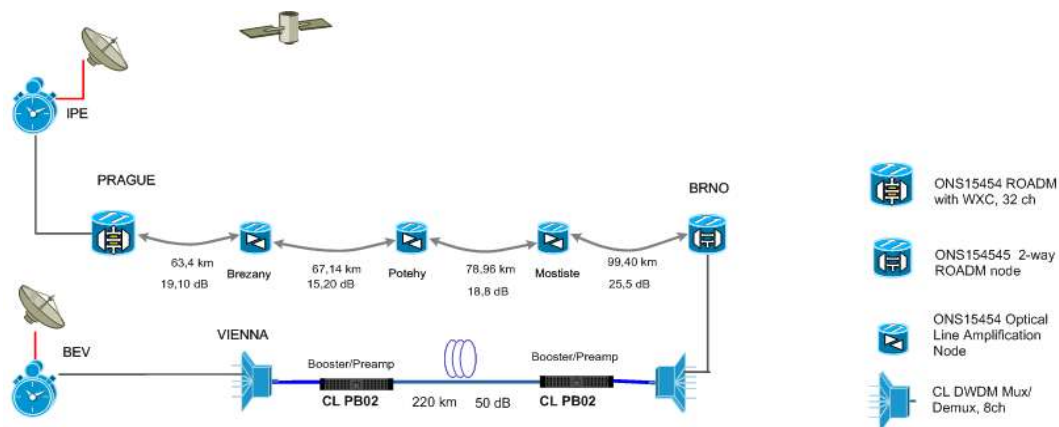 IPE
PRAGUE
BRNO
63,4 km
19,10 dB
Brezany
67,14 km
15,20 dB
Potehy
78,96 km
18,8 dB
Mostiste
99,40 km
25,5 dB
BEV
VIENNA
Booster/Preamp
CL PB02
220 km
50 dB
Booster/Preamp
CL PB02
ONS15454 ROADM
with WXC, 32 ch
ONS154545 2-way
ROADM node
ONS15454 Optical
Line Amplification
Node
CL DWDM Mux/
Demux, 8ch